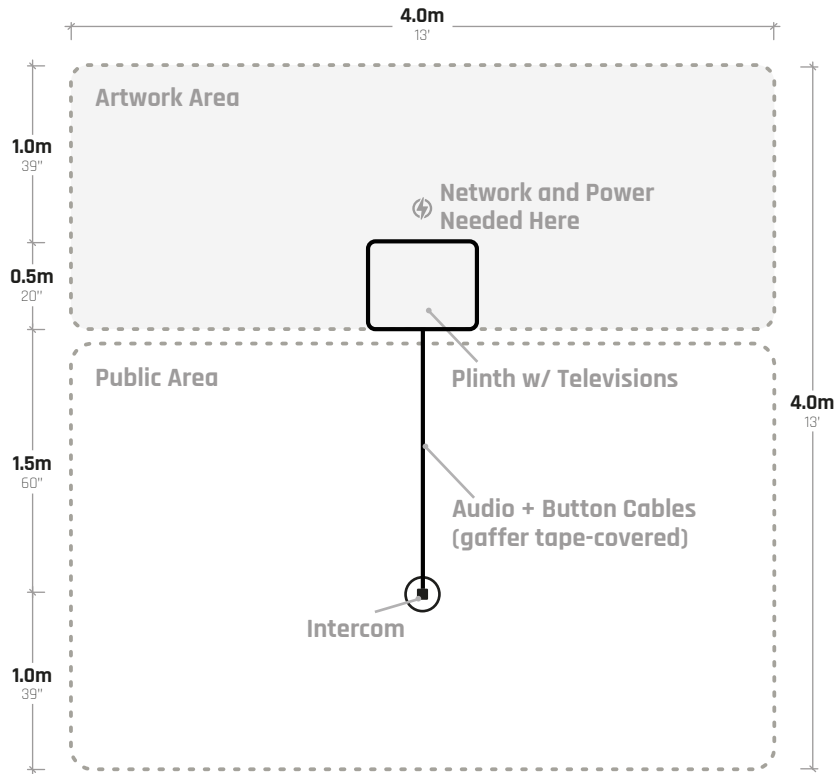 4.0m
13'
Artwork Area
1.0m
39"
Network and Power
Needed Here
0.5m
20"
Public Area
Plinth w/ Televisions
4.0m
13'
1.5m
60"
Audio + Button Cables
(gaffer tape-covered)
Intercom
1.0m
39"